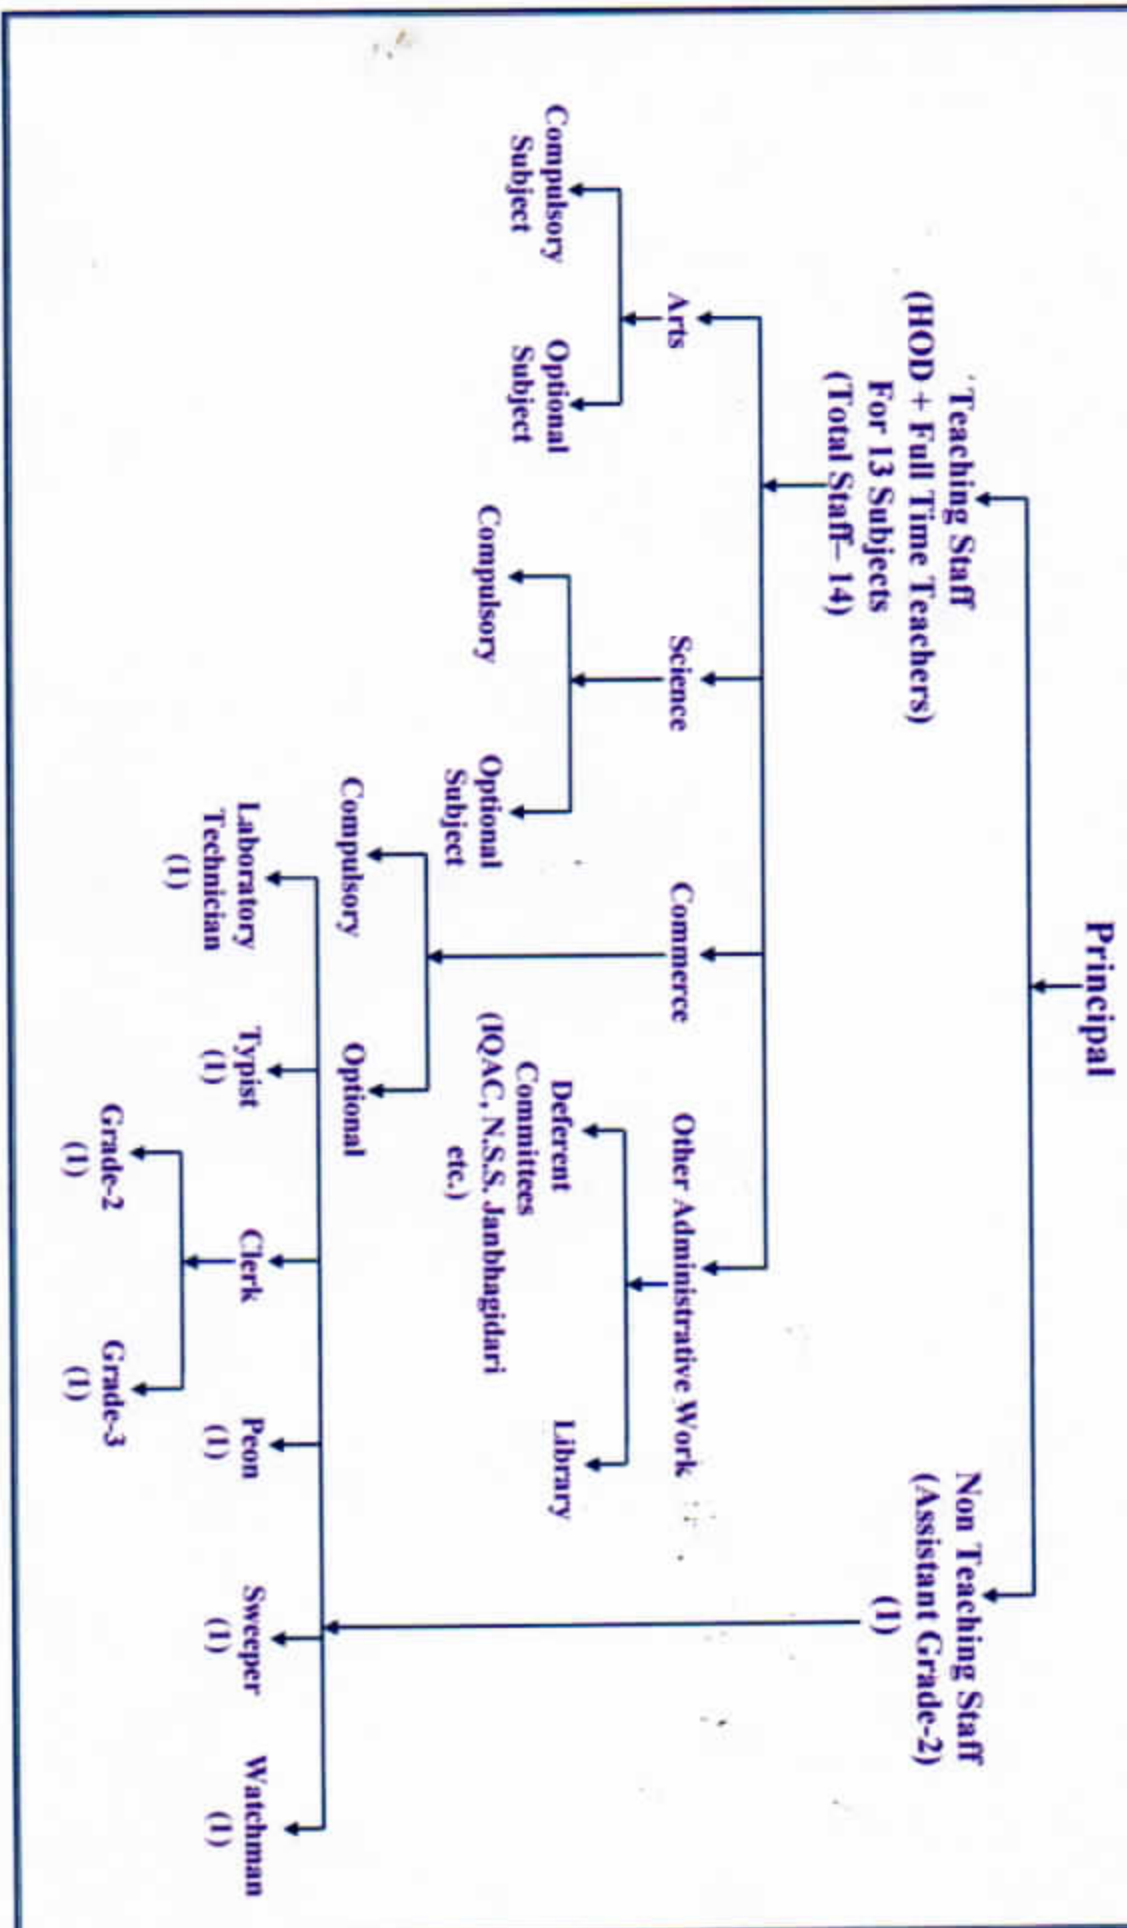 Principal
Teaching Staff
(HOD + Full Time Teachers)
For 13 Subjects
(Total Staff– 14)
Non Teaching Staff
(Assistant Grade-2)
(1)
Arts
Science
Commerce
Other Administrative Work
Compulsory
Subject
Optional
Subject
Compulsory
Optional
Subject
Compulsory
Optional
Deferent
Committees
(IQAC, N.S.S. Janbhagidari
etc.)
Library
Laboratory
Technician
(1)
Typist
(1)
Clerk
Peon
(1)
Sweeper
(1)
Watchman
(1)
Grade-2
(1)
Grade-3
(1)